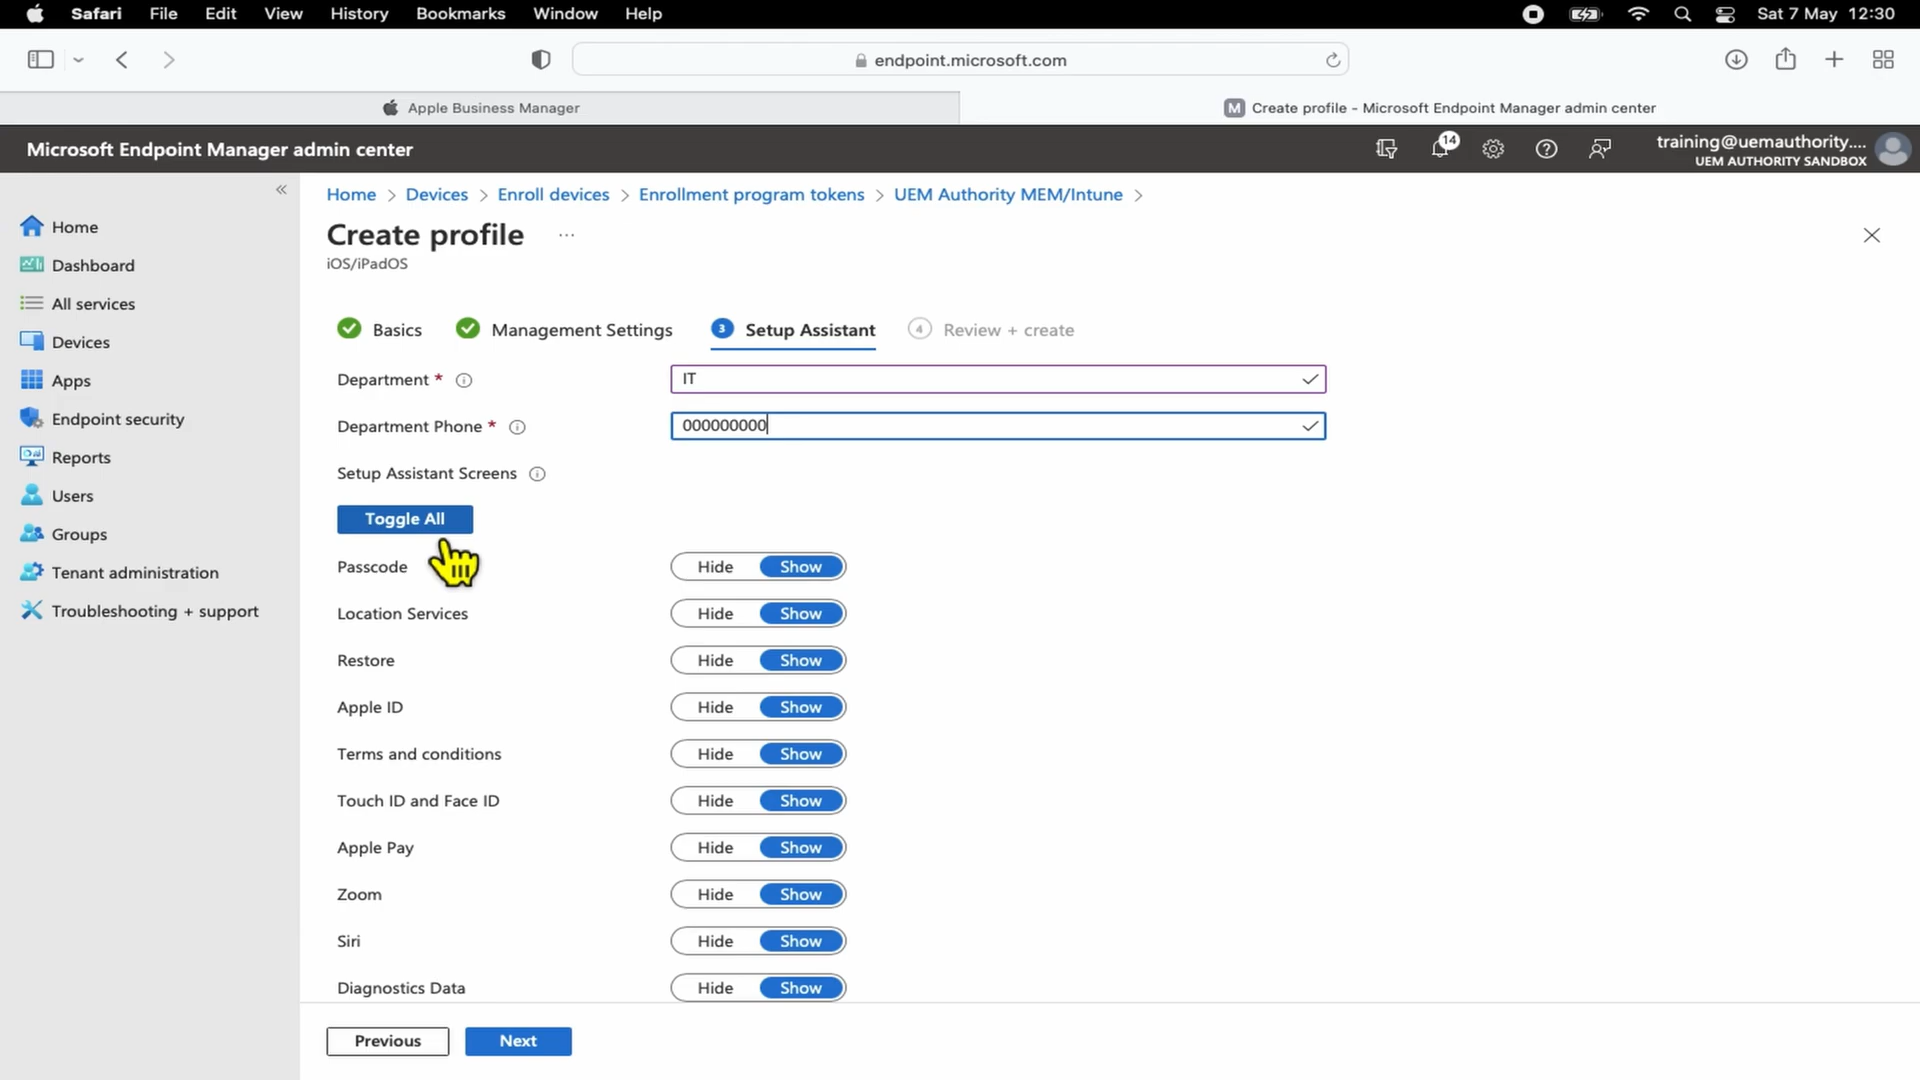 Safari File Edit View History Bookmarks Window Help Sat 7 May 12:30
endpoint.microsoft.com
Apple Business Manager
M Create profile - Microsoft Endpoint Manager admin center
Microsoft Endpoint Manager admin center
14
training@uemauthority....
UEM AUTHORITY SANDBOX
Home
Dashboard
All services
Devices
Apps
Endpoint security
Reports
Users
Groups
Tenant administration
Troubleshooting + support
Home > Devices > Enroll devices > Enrollment program tokens > UEM Authority MEM/Intune >
Create profile ...
iOS/iPadOS
Basics Management Settings 3 Setup Assistant 4 Review + create
Department * IT
Department Phone * 000000000
Setup Assistant Screens
Toggle All
Passcode Hide Show
Location Services Hide Show
Restore Hide Show
Apple ID Hide Show
Terms and conditions Hide Show
Touch ID and Face ID Hide Show
Apple Pay Hide Show
Zoom Hide Show
Siri Hide Show
Diagnostics Data Hide Show
Previous Next